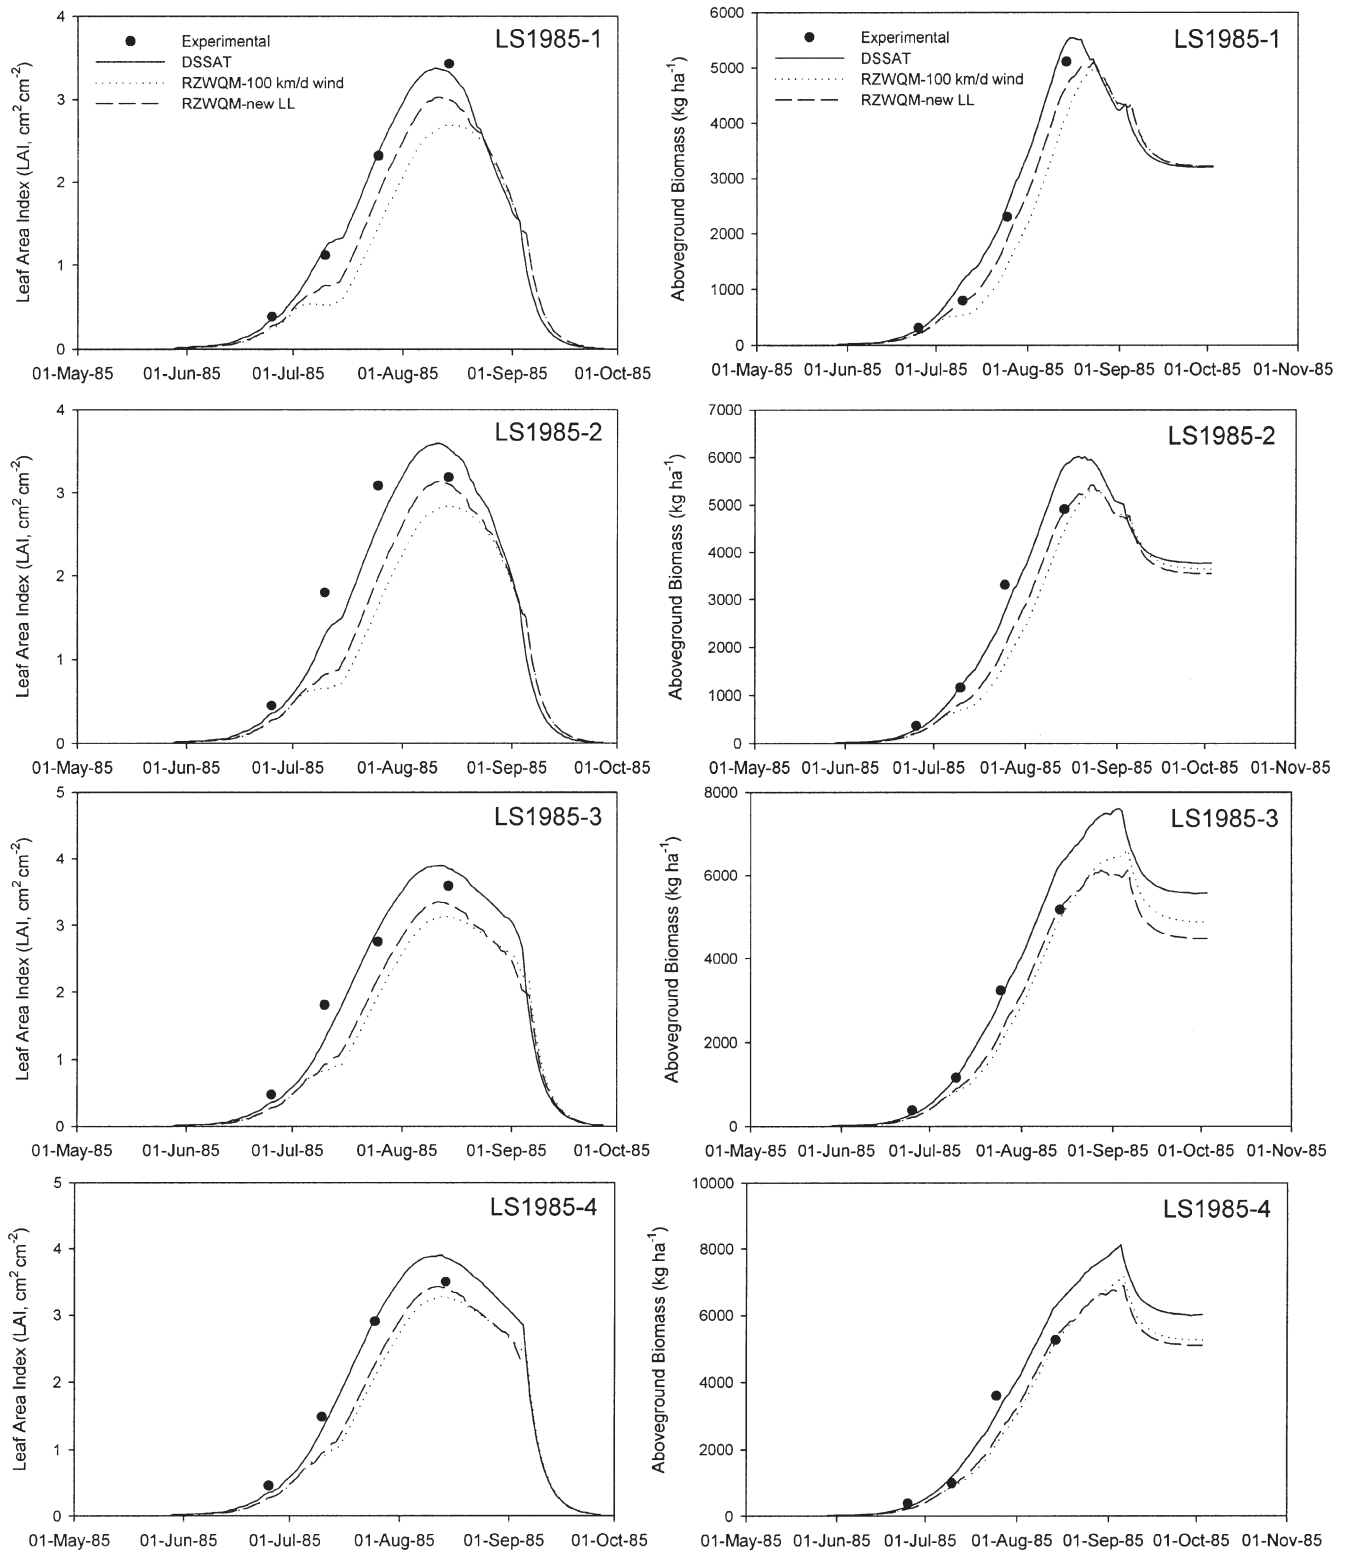 LS1985-1
Experimental
DSSAT
RZWQM-100 km/d wind
RZWQM-new LL
Leaf Area Index (LAI, cm² cm⁻²)
4
3
2
1
0
01-May-85 01-Jun-85 01-Jul-85 01-Aug-85 01-Sep-85 01-Oct-85
LS1985-1
Experimental
DSSAT
RZWQM-100 km/d wind
RZWQM-new LL
Aboveground Biomass (kg ha⁻¹)
6000
5000
4000
3000
2000
1000
0
01-May-85 01-Jun-85 01-Jul-85 01-Aug-85 01-Sep-85 01-Oct-85 01-Nov-85
LS1985-2
Leaf Area Index (LAI, cm² cm⁻²)
4
3
2
1
0
01-May-85 01-Jun-85 01-Jul-85 01-Aug-85 01-Sep-85 01-Oct-85
LS1985-2
Aboveground Biomass (kg ha⁻¹)
7000
6000
5000
4000
3000
2000
1000
0
01-May-85 01-Jun-85 01-Jul-85 01-Aug-85 01-Sep-85 01-Oct-85 01-Nov-85
LS1985-3
Leaf Area Index (LAI, cm² cm⁻²)
5
4
3
2
1
0
01-May-85 01-Jun-85 01-Jul-85 01-Aug-85 01-Sep-85 01-Oct-85
LS1985-3
Aboveground Biomass (kg ha⁻¹)
8000
6000
4000
2000
0
01-May-85 01-Jun-85 01-Jul-85 01-Aug-85 01-Sep-85 01-Oct-85 01-Nov-85
LS1985-4
Leaf Area Index (LAI, cm² cm⁻²)
5
4
3
2
1
0
01-May-85 01-Jun-85 01-Jul-85 01-Aug-85 01-Sep-85 01-Oct-85
LS1985-4
Aboveground Biomass (kg ha⁻¹)
10000
8000
6000
4000
2000
0
01-May-85 01-Jun-85 01-Jul-85 01-Aug-85 01-Sep-85 01-Oct-85 01-Nov-85